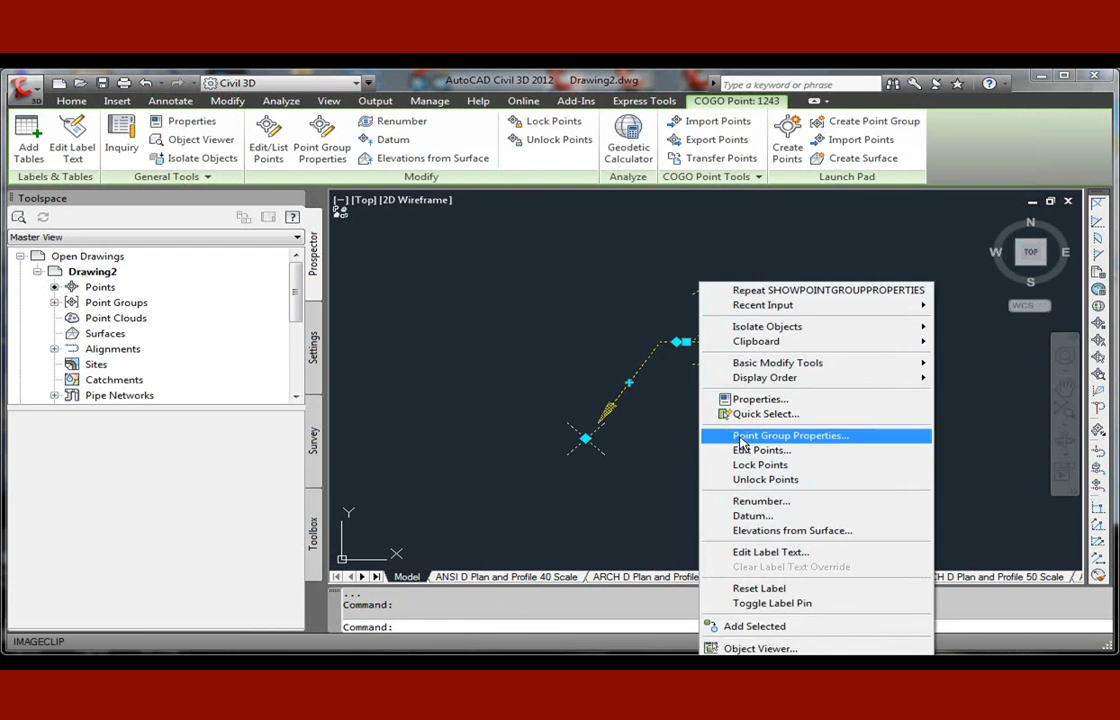 Civil 3D
AutoCAD Civil 3D 2012 Drawing2.dwg
Type a keyword or phrase
3D
Home Insert Annotate Modify Analyze View Output Manage Help Online Add-Ins Express Tools COGO Point: 1243
Add Tables
Edit Label Text
Labels & Tables
Inquiry
Properties
Object Viewer
Isolate Objects
General Tools
Edit/List Points
Point Group Properties
Renumber
Datum
Elevations from Surface
Lock Points
Unlock Points
Modify
Geodetic Calculator
Analyze
Import Points
Export Points
Transfer Points
COGO Point Tools
Create Points
Create Point Group
Import Points
Create Surface
Launch Pad
Toolspace
Master View
Open Drawings
Drawing2
Points
Point Groups
Point Clouds
Surfaces
Alignments
Sites
Catchments
Pipe Networks
Prospector
Settings
Survey
Toolbox
[−] [Top] [2D Wireframe]
N
W TOP E
S
WCS
Repeat SHOWPOINTGROUPPROPERTIES
Recent Input
Isolate Objects
Clipboard
Basic Modify Tools
Display Order
Properties...
Quick Select...
Point Group Properties...
Edit Points...
Lock Points
Unlock Points
Renumber...
Datum...
Elevations from Surface...
Edit Label Text...
Clear Label Text Override
Reset Label
Toggle Label Pin
Add Selected
Object Viewer...
Y
X
Model ANSI D Plan and Profile 40 Scale ARCH D Plan and Profile H D Plan and Profile 50 Scale
...
Command:
Command:
IMAGECLIP